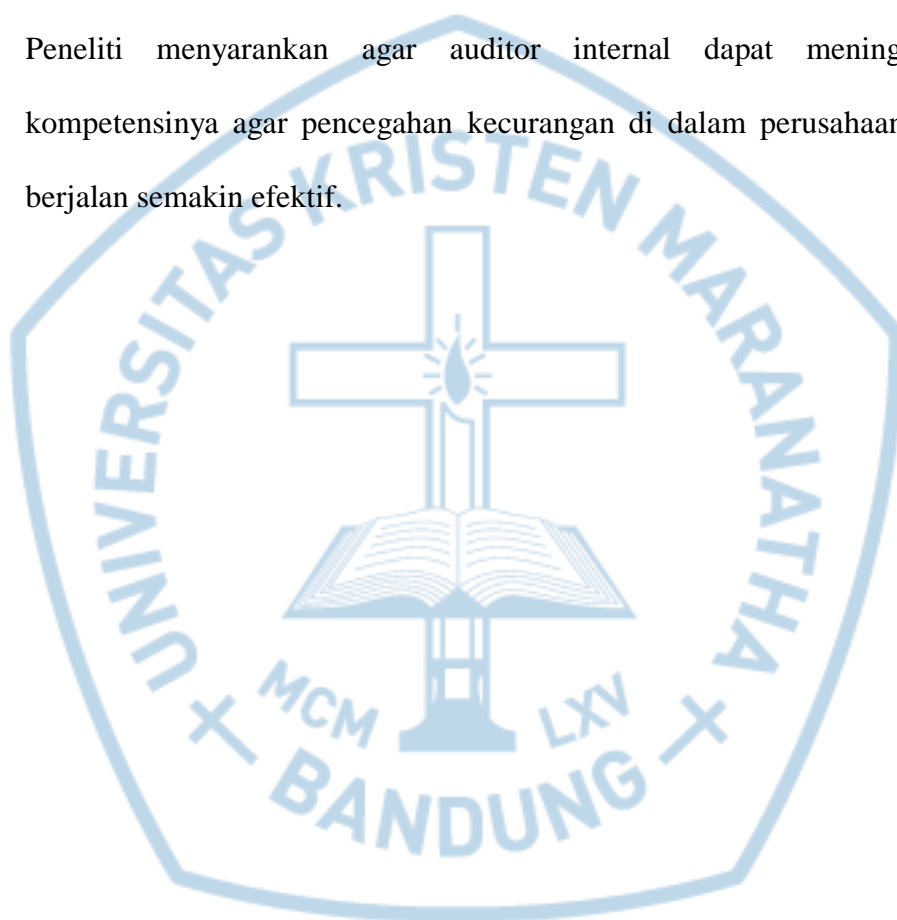 Peneliti menyarankan agar auditor internal dapat mening
kompetensinya agar pencegahan kecurangan di dalam perusahaan
berjalan semakin efektif.
UNIVERSITAS KRISTEN MARANATHA
MCM LXV
BANDUNG